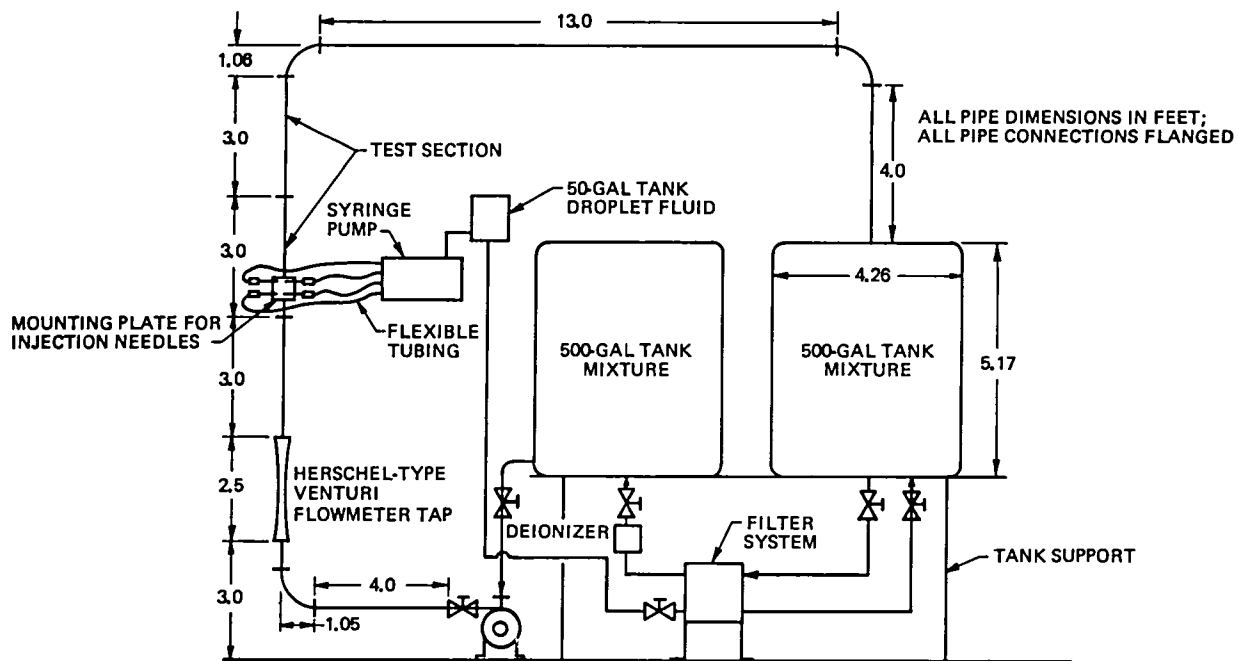 13.0
1.06
3.0
TEST SECTION
ALL PIPE DIMENSIONS IN FEET;
ALL PIPE CONNECTIONS FLANGED
4.0
50-GAL TANK
DROPLET FLUID
SYRINGE
PUMP
3.0
4.26
MOUNTING PLATE FOR
INJECTION NEEDLES
FLEXIBLE
TUBING
500-GAL TANK
MIXTURE
500-GAL TANK
MIXTURE
5.17
3.0
2.5
HERSCHEL-TYPE
VENTURI
FLOWMETER TAP
DEIONIZER
FILTER
SYSTEM
TANK SUPPORT
3.0
4.0
1.05